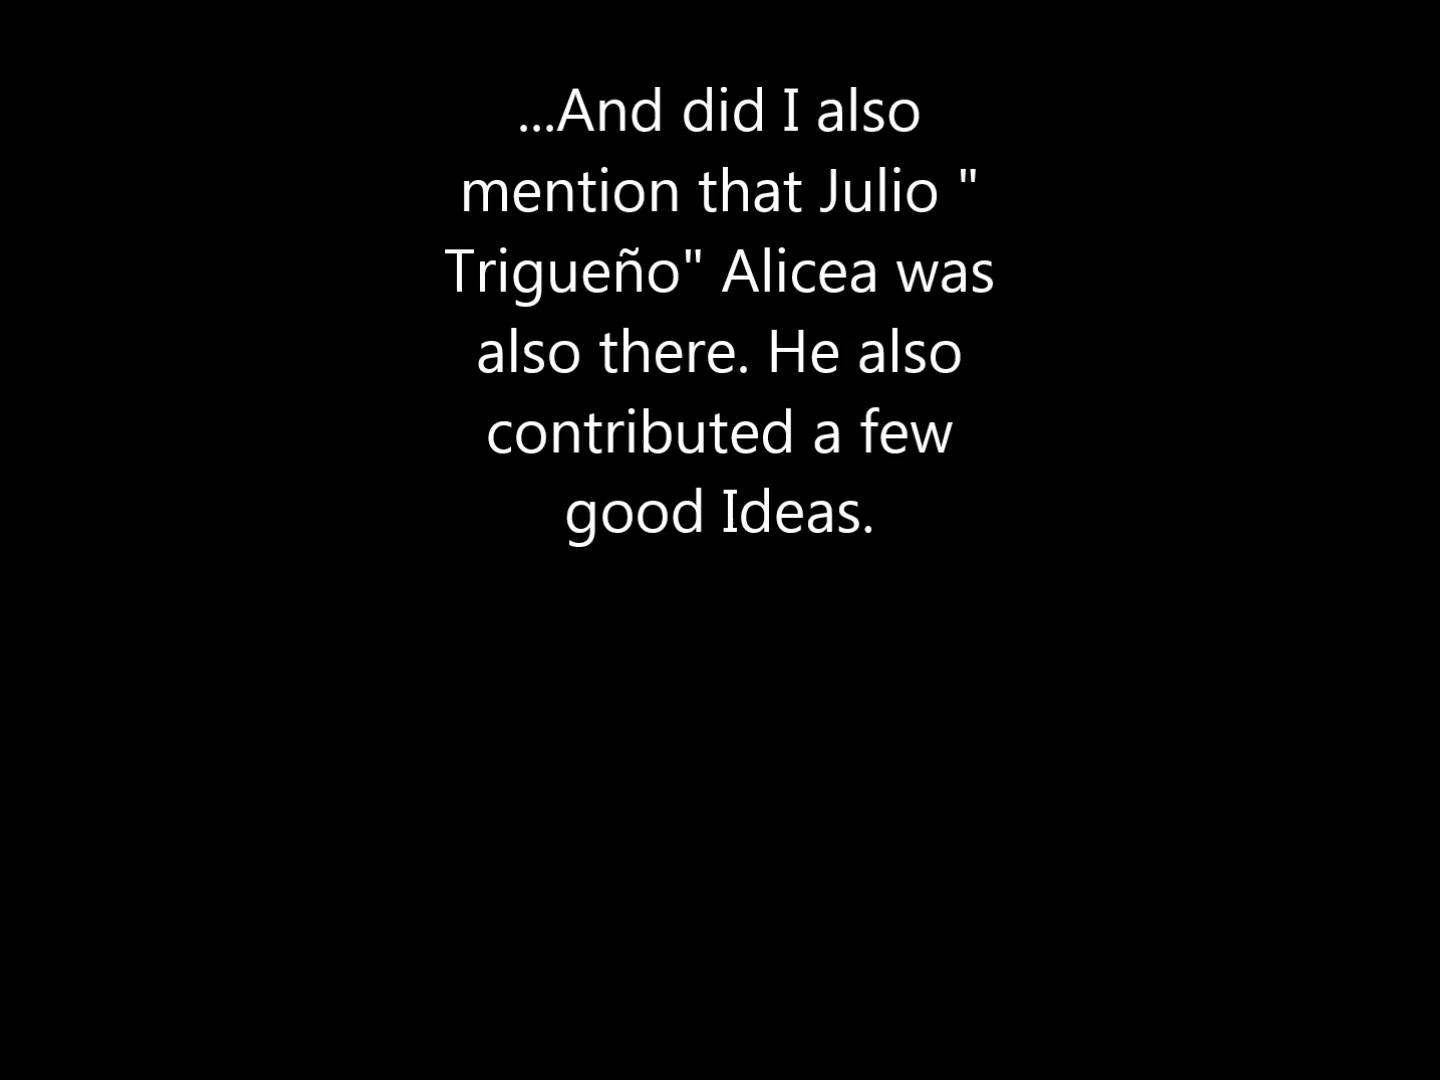 ...And did I also
mention that Julio "
Trigueño" Alicea was
also there. He also
contributed a few
good Ideas.